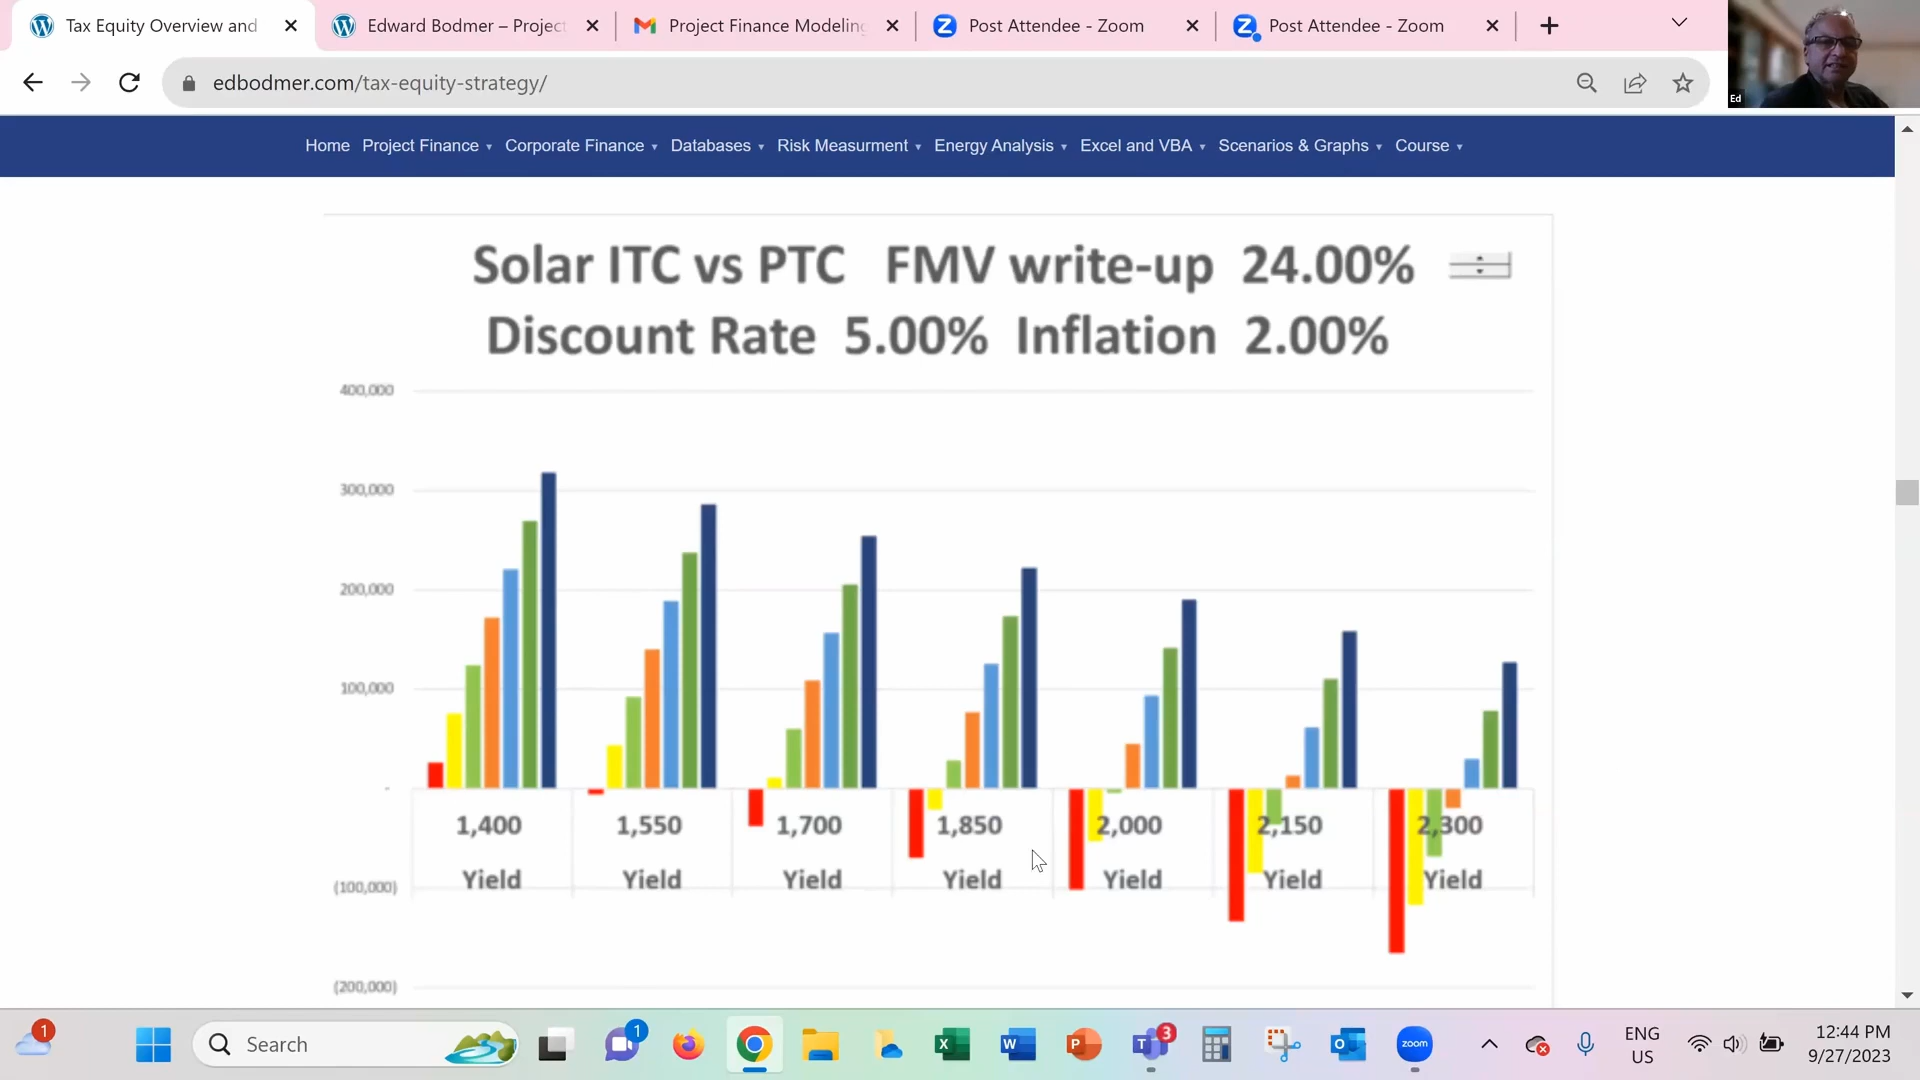 Tax Equity Overview and
Edward Bodmer – Project
Project Finance Modeling
Post Attendee - Zoom
Post Attendee - Zoom
edbodmer.com/tax-equity-strategy/
Ed
Home Project Finance Corporate Finance Databases Risk Measurment Energy Analysis Excel and VBA Scenarios & Graphs Course
Solar ITC vs PTC FMV write-up 24.00%
Discount Rate 5.00% Inflation 2.00%
400,000
300,000
200,000
100,000
-
1,400 1,550 1,700 1,850 2,000 2,150 2,300
(100,000)
Yield Yield Yield Yield Yield Yield Yield
(200,000)
1
Search
1
3
zoom
ENG
US
12:44 PM
9/27/2023